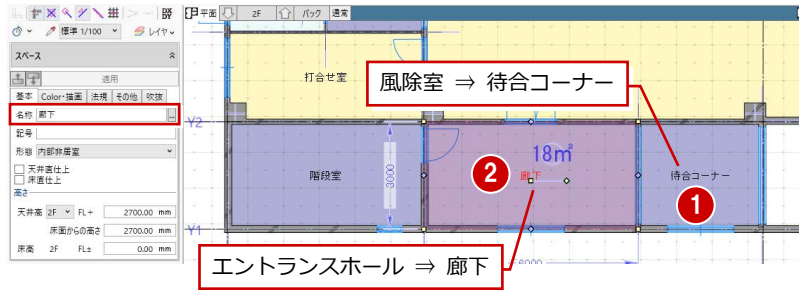 標準 1/100 レイヤ
平面 2F バック 通常
スペース
適用
基本 Color・描画 法規 その他 吹抜
名称 廊下 ...
記号
形態 内部非居室
天井直仕上
床直仕上
高さ
天井高 2F FL+ 2700.00 mm
床面からの高さ 2700.00 mm
床高 2F FL± 0.00 mm
打合せ室
風除室 ⇒ 待合コーナー
Y2
18㎡
階段室
3000
2
廊下
待合コーナー
1
Y1
エントランスホール ⇒ 廊下
6000